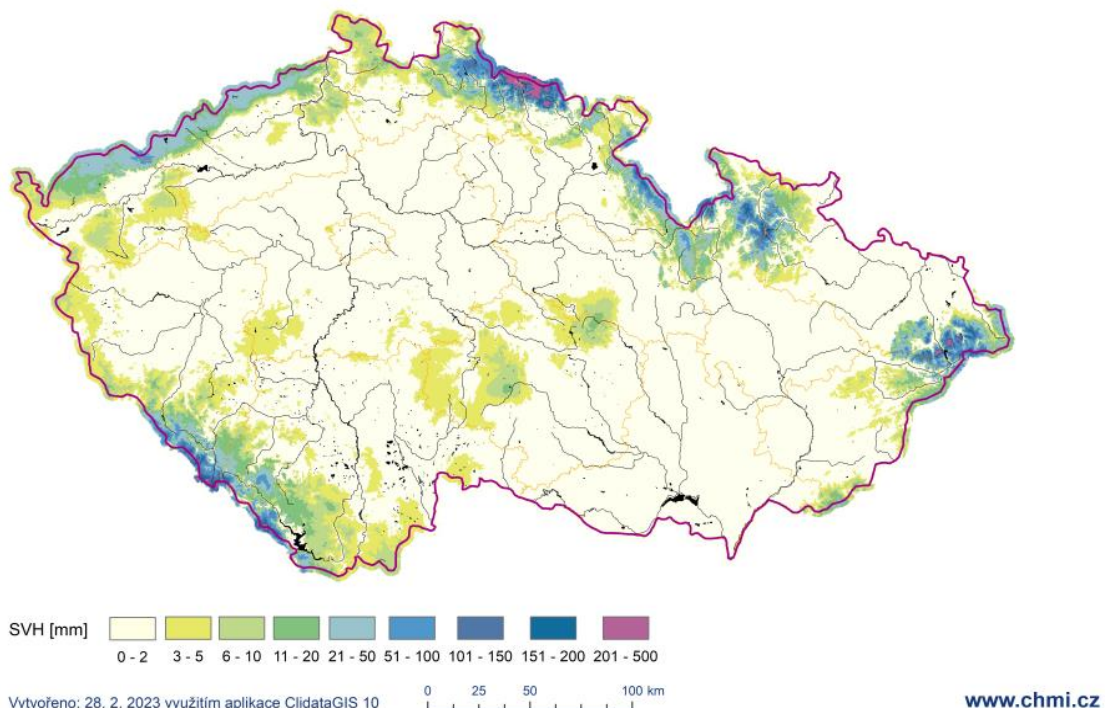 SVH [mm]
0 - 2 3 - 5 6 - 10 11 - 20 21 - 50 51 - 100 101 - 150 151 - 200 201 - 500
0 25 50 100 km
Vytvořeno: 28. 2. 2023 využitím aplikace ClidataGIS 10
www.chmi.cz